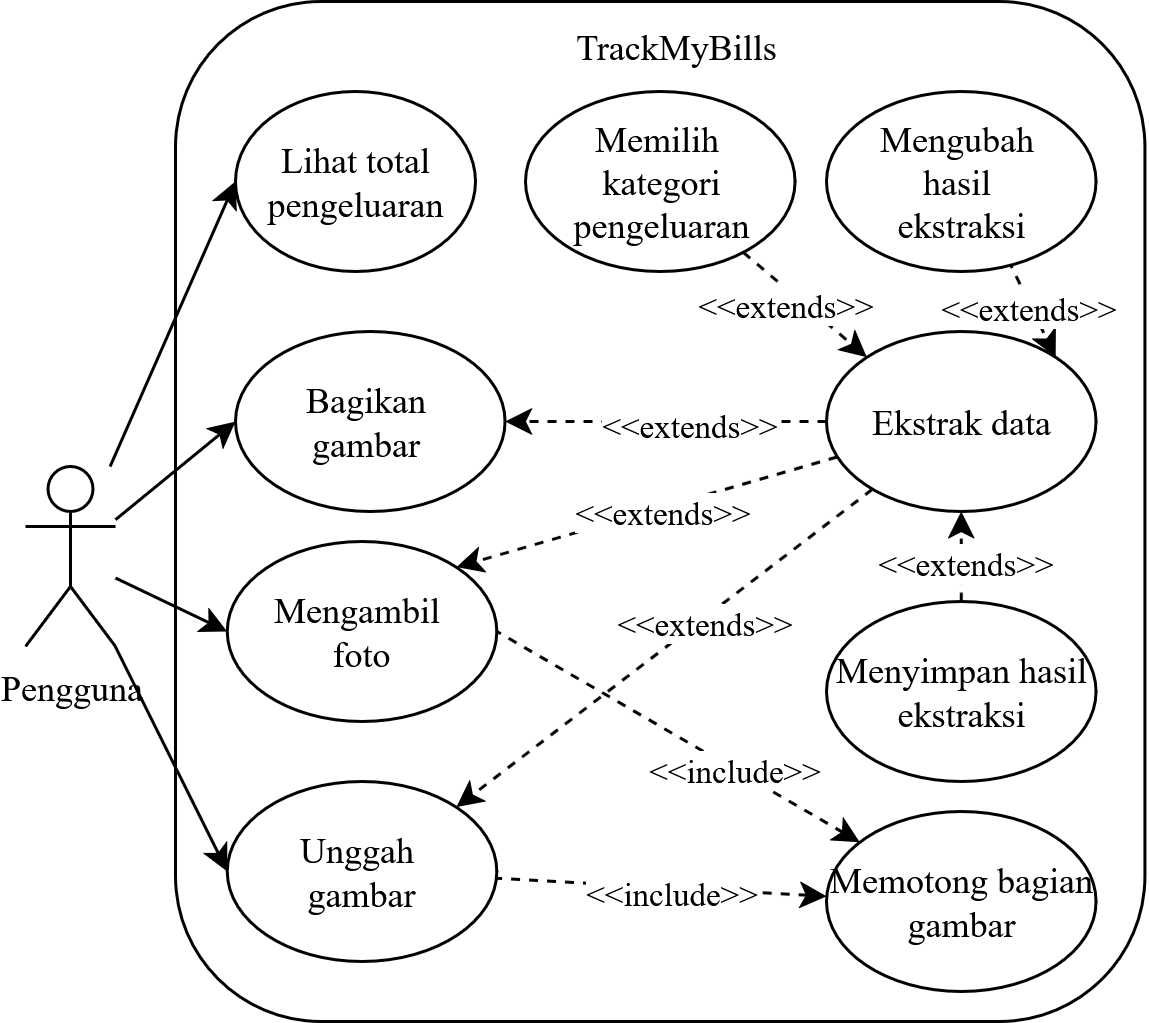 TrackMyBills
Lihat total
pengeluaran
Memilih
kategori
pengeluaran
Mengubah
hasil
ekstraksi
<<extends>>
<<extends>>
Bagikan
gambar
<<extends>>
Ekstrak data
<<extends>>
<<extends>>
Mengambil
foto
<<extends>>
Pengguna
Menyimpan hasil
ekstraksi
<<include>>
Unggah
gambar
<<include>>
Memotong bagian
gambar